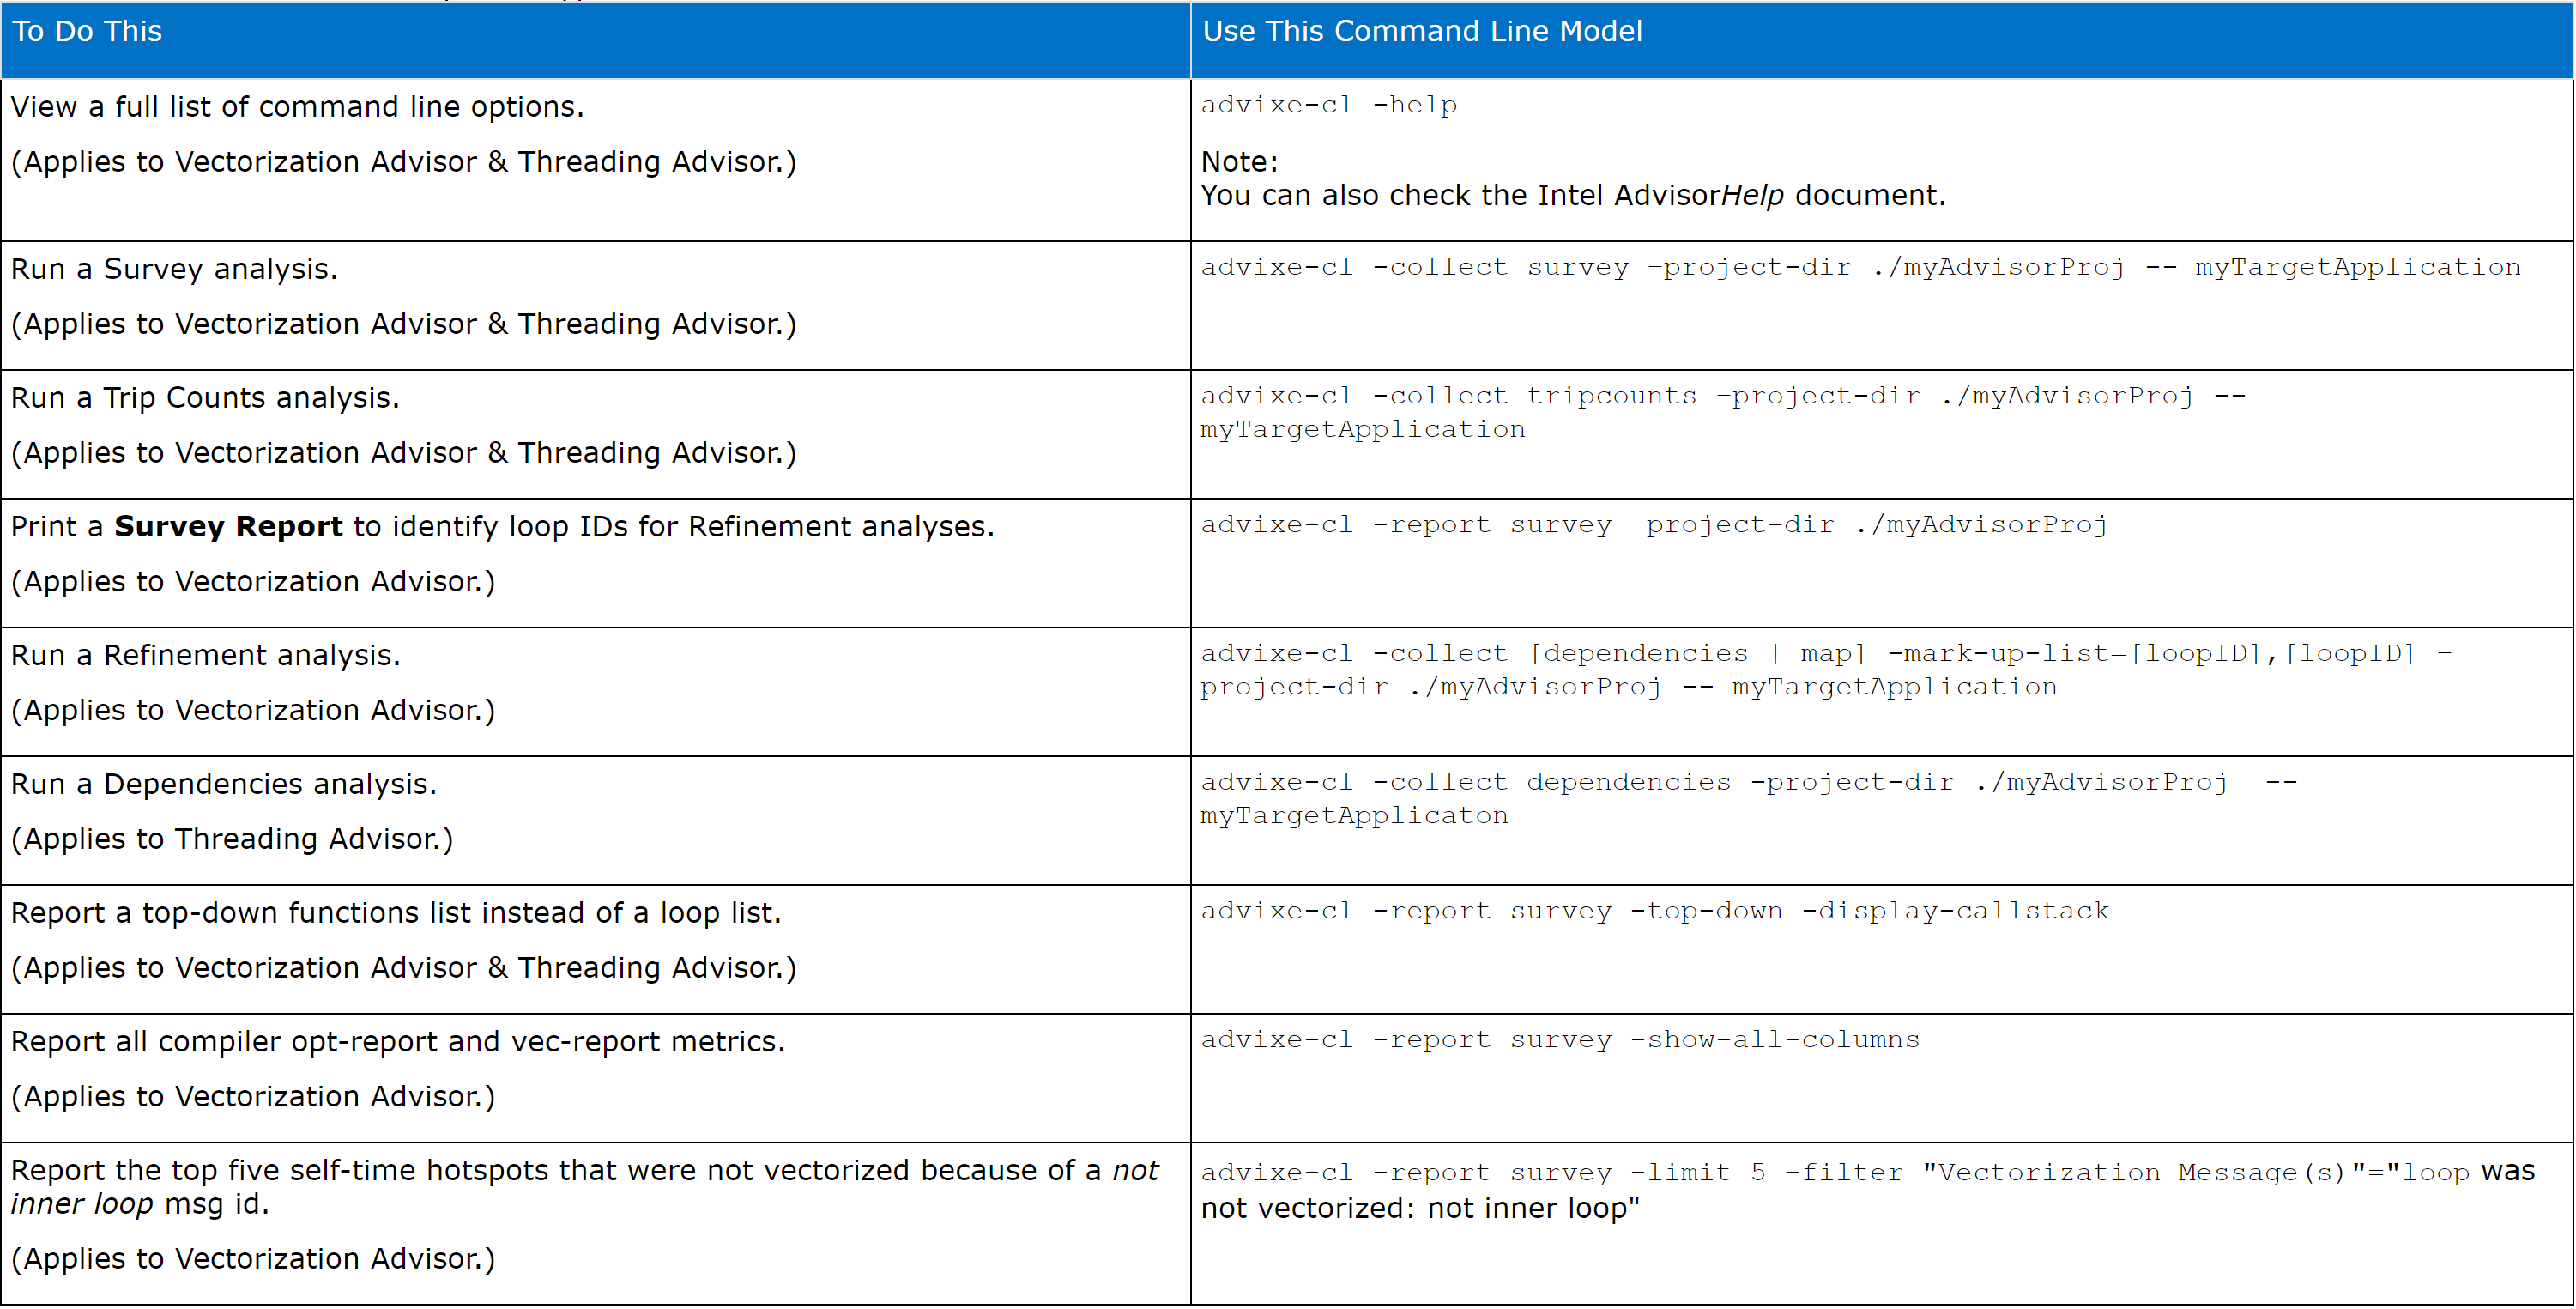 To Do This
Use This Command Line Model
View a full list of command line options.
(Applies to Vectorization Advisor & Threading Advisor.)
advixe-cl -help
Note:
You can also check the Intel AdvisorHelp document.
Run a Survey analysis.
(Applies to Vectorization Advisor & Threading Advisor.)
advixe-cl -collect survey –project-dir ./myAdvisorProj -- myTargetApplication
Run a Trip Counts analysis.
(Applies to Vectorization Advisor & Threading Advisor.)
advixe-cl -collect tripcounts –project-dir ./myAdvisorProj --
myTargetApplication
Print a Survey Report to identify loop IDs for Refinement analyses.
(Applies to Vectorization Advisor.)
advixe-cl -report survey –project-dir ./myAdvisorProj
Run a Refinement analysis.
(Applies to Vectorization Advisor.)
advixe-cl -collect [dependencies | map] -mark-up-list=[loopID],[loopID] –
project-dir ./myAdvisorProj -- myTargetApplication
Run a Dependencies analysis.
(Applies to Threading Advisor.)
advixe-cl -collect dependencies -project-dir ./myAdvisorProj  --
myTargetApplicaton
Report a top-down functions list instead of a loop list.
(Applies to Vectorization Advisor & Threading Advisor.)
advixe-cl -report survey -top-down -display-callstack
Report all compiler opt-report and vec-report metrics.
(Applies to Vectorization Advisor.)
advixe-cl -report survey -show-all-columns
Report the top five self-time hotspots that were not vectorized because of a not
inner loop msg id.
(Applies to Vectorization Advisor.)
advixe-cl -report survey -limit 5 -filter "Vectorization Message(s)"="loop was
not vectorized: not inner loop"